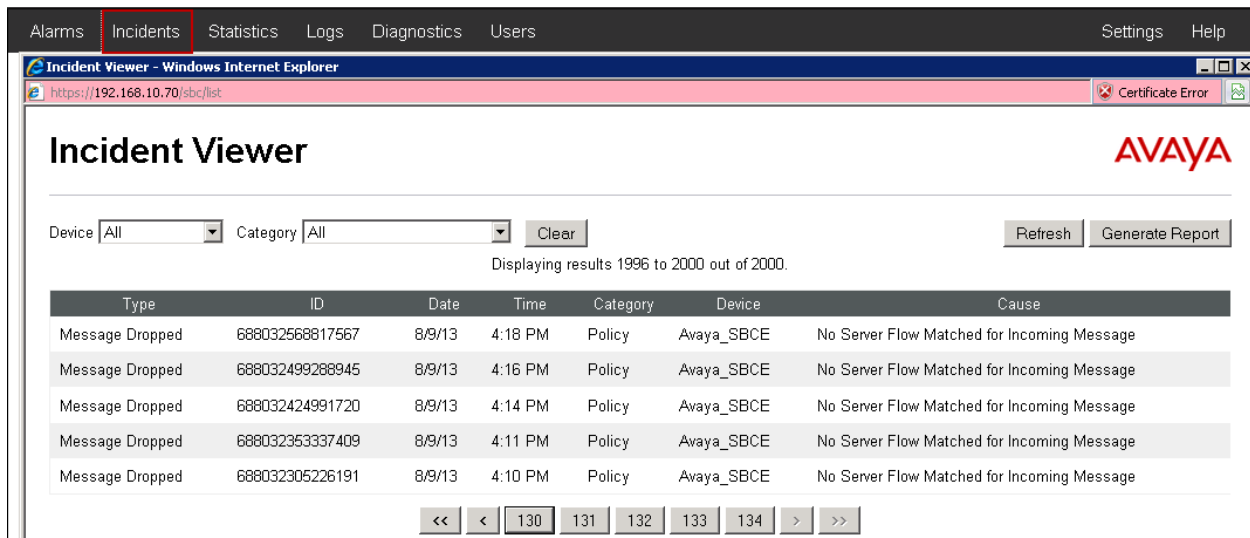 Alarms Incidents Statistics Logs Diagnostics Users Settings Help
Incident Viewer - Windows Internet Explorer
https://192.168.10.70/sbc/list Certificate Error
Incident Viewer
AVAYA
Device All Category All Clear Refresh Generate Report
Displaying results 1996 to 2000 out of 2000.
Type ID Date Time Category Device Cause
Message Dropped 688032568817567 8/9/13 4:18 PM Policy Avaya_SBCE No Server Flow Matched for Incoming Message
Message Dropped 688032499288945 8/9/13 4:16 PM Policy Avaya_SBCE No Server Flow Matched for Incoming Message
Message Dropped 688032424991720 8/9/13 4:14 PM Policy Avaya_SBCE No Server Flow Matched for Incoming Message
Message Dropped 688032353337409 8/9/13 4:11 PM Policy Avaya_SBCE No Server Flow Matched for Incoming Message
Message Dropped 688032305226191 8/9/13 4:10 PM Policy Avaya_SBCE No Server Flow Matched for Incoming Message
<< < 130 131 132 133 134 > >>